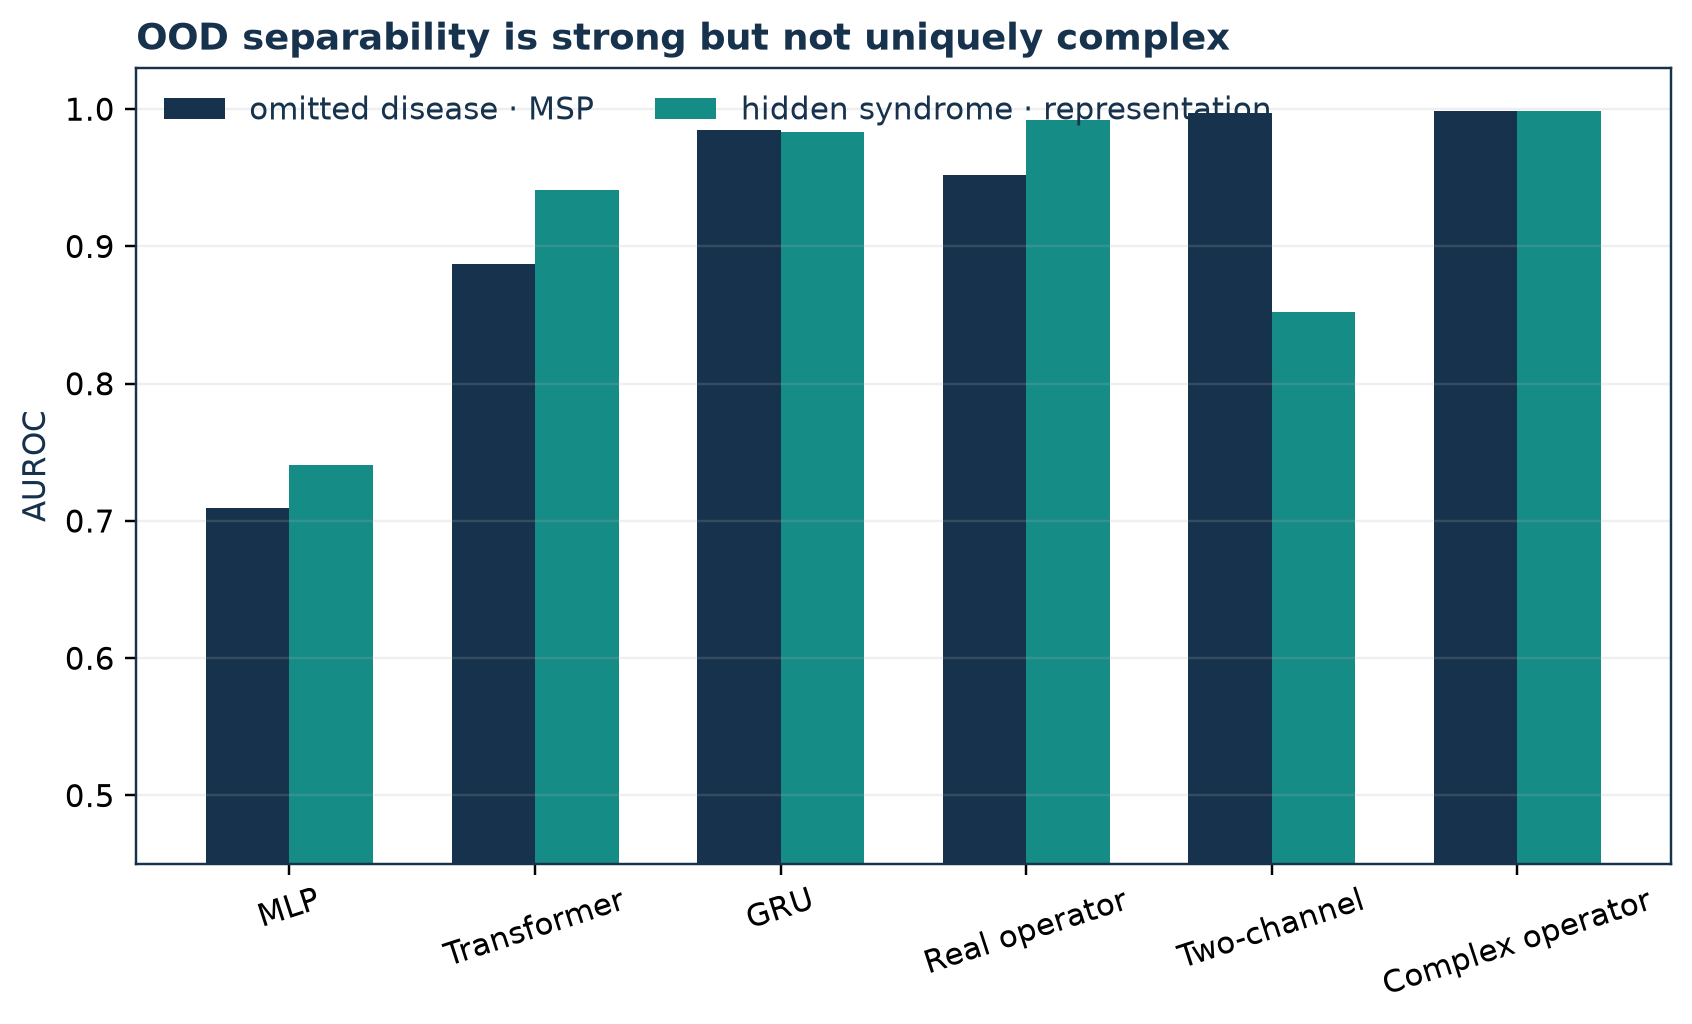 OOD separability is strong but not uniquely complex
omitted disease · MSP
hidden syndrome · representation
1.0
0.9
0.8
0.7
0.6
0.5
AUROC
MLP
Transformer
GRU
Real operator
Two-channel
Complex operator